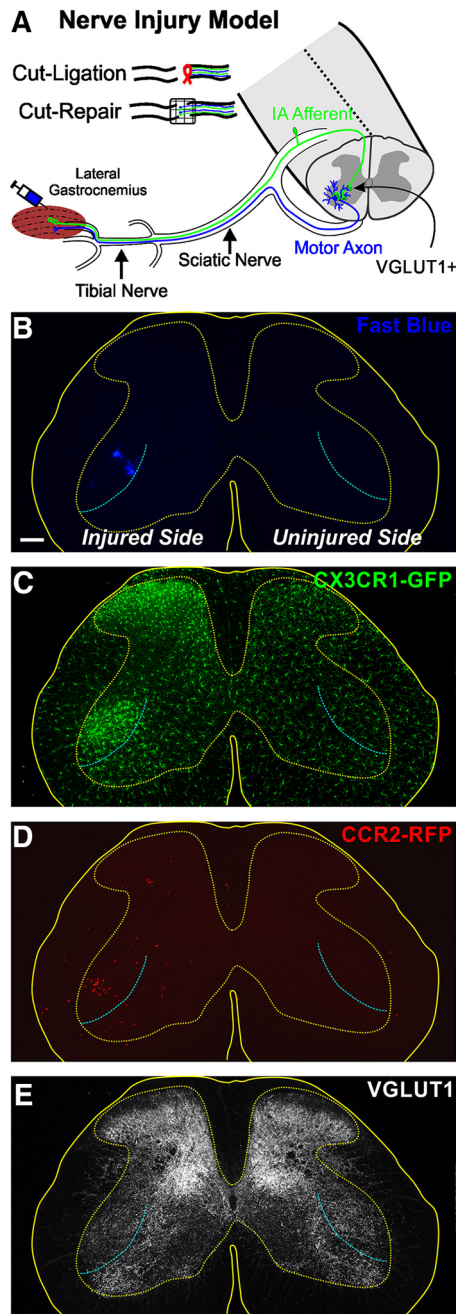 A
Nerve Injury Model
Cut-Ligation
Cut-Repair
IA Afferent
Lateral
Gastrocnemius
Motor Axon
Sciatic Nerve
Tibial Nerve
VGLUT1+
B
Fast Blue
Injured Side
Uninjured Side
C
CX3CR1-GFP
D
CCR2-RFP
E
VGLUT1